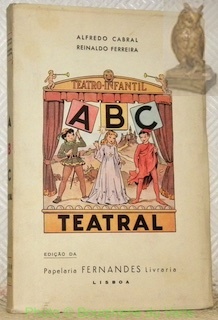 ALFREDO CABRAL
REINALDO FERREIRA
TEATRO-INFANTIL
A B C
TEATRAL
EDIÇÃO DA
Papelaria FERNANDES Livraria
LISBOA